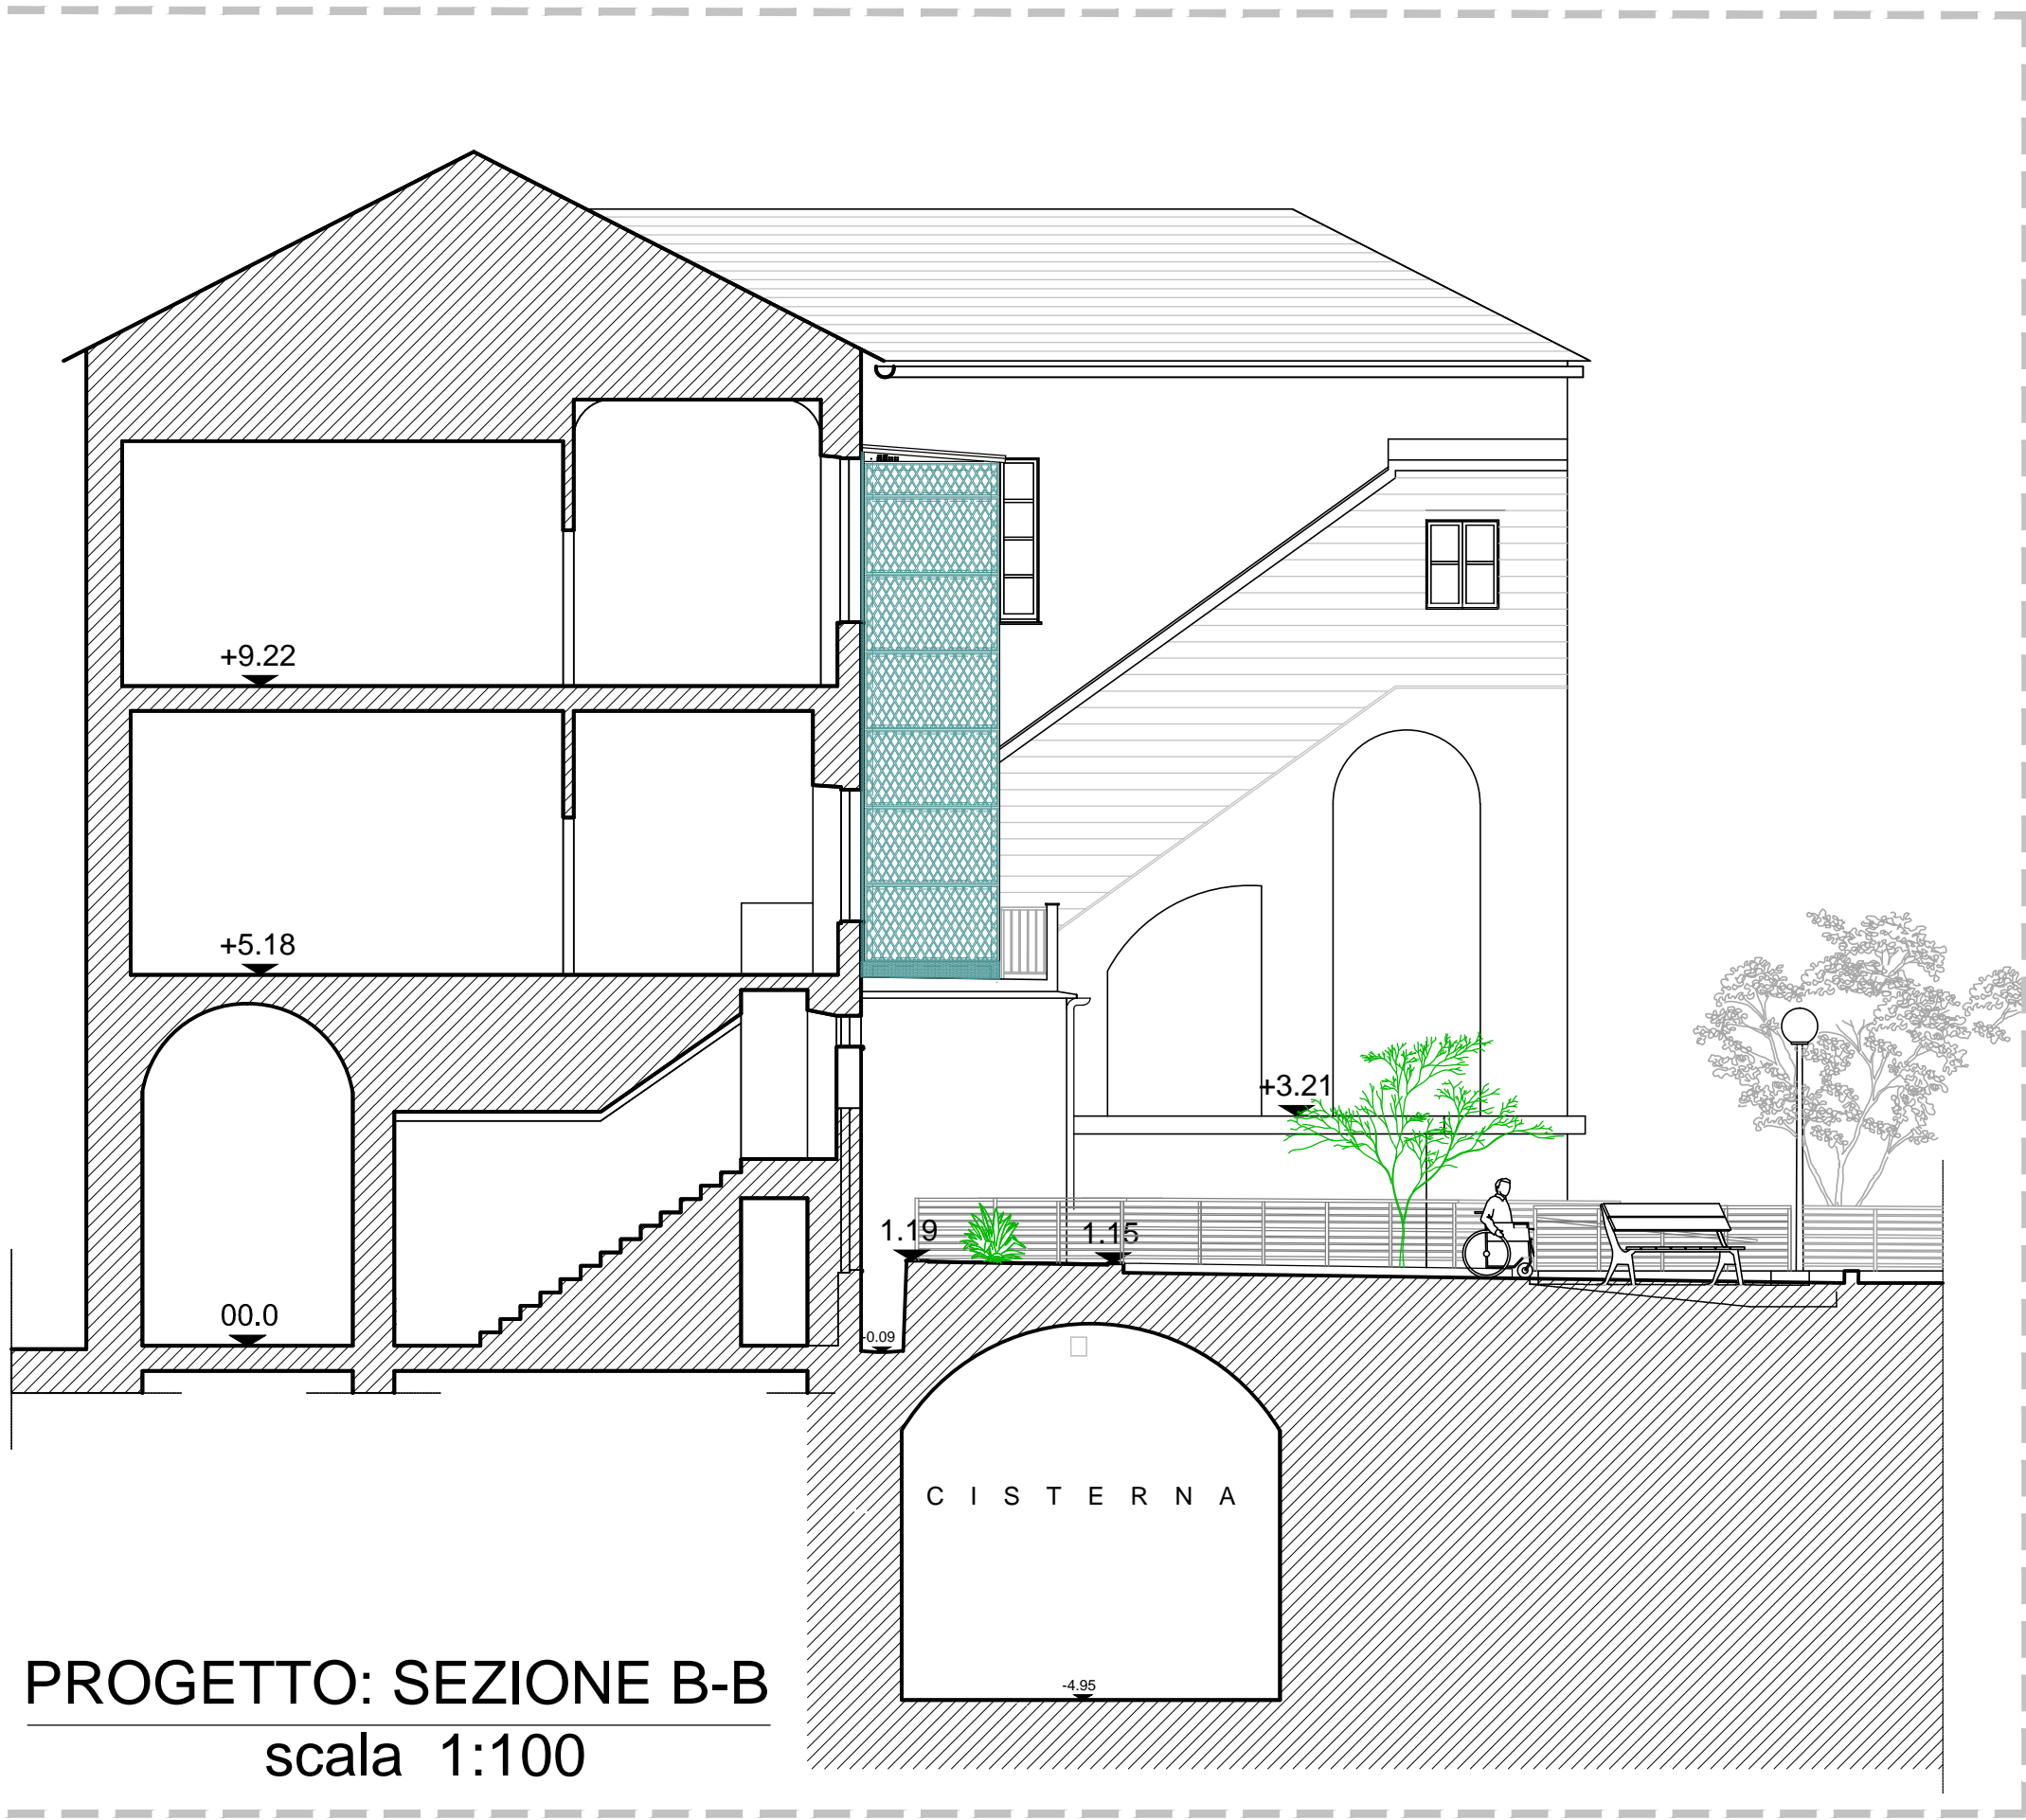 +9.22
+5.18
+3.21
1.19
1.15
00.0
-0.09
CISTERNA
-4.95
PROGETTO: SEZIONE B-B
scala 1:100